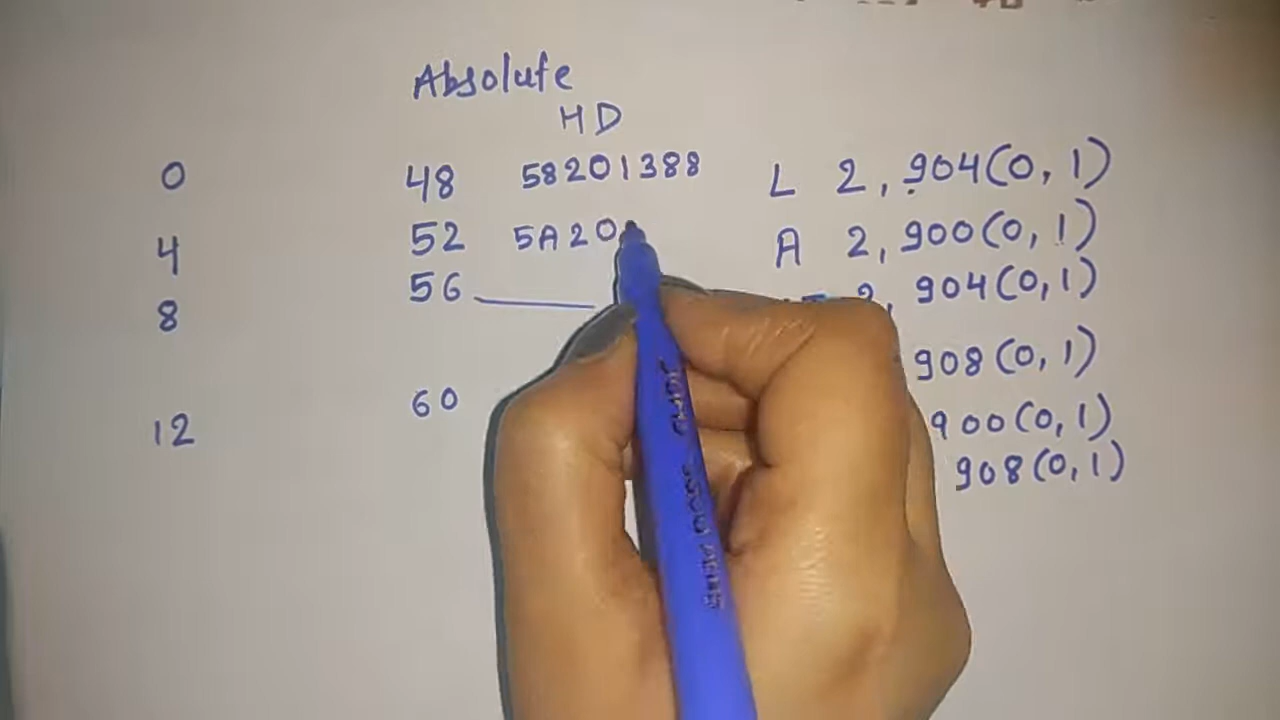 Absolute
HD
0 48 58201388 L 2, 904(0,1)
4 52 5A20 A 2, 900(0,1)
8 56 2, 904(0,1)
908(0,1)
12 60 900(0,1)
908(0,1)